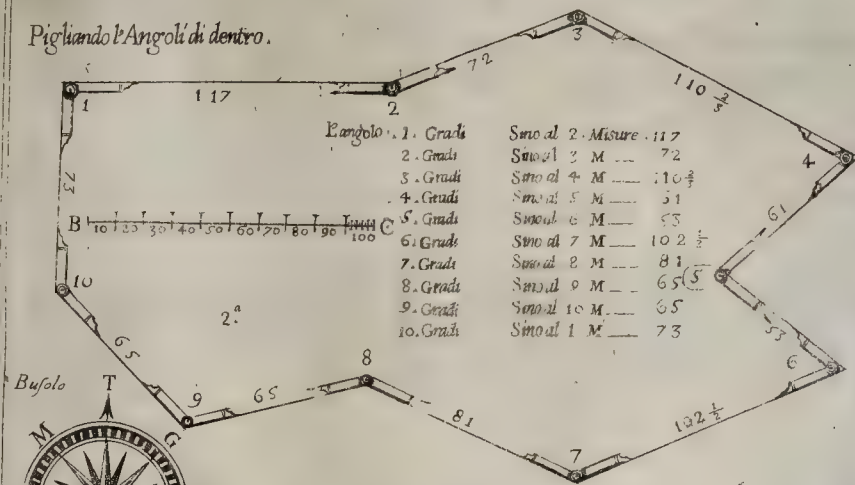 Pigliando l'Angoli di dentro.
1
117
2
72
3
110 2/3
4
61
5
53
6
102 1/2
7
81
8
65
9
65
10
73
L'angolo . 1. Gradi Sino al 2. Misure . 117
2. Gradi Sino al 3 M 72
3. Gradi Sino al 4 M 110 2/3
4. Gradi Sino al 5 M 61
5. Gradi Sino al 6 M 53
6. Gradi Sino al 7 M 102 1/2
7. Gradi Sino al 8 M 81
8. Gradi Sino al 9 M 65
9. Gradi Sino al 10 M 65
10. Gradi Sino al 1 M 73
B 10 20 30 40 50 60 70 80 90 100 C
2.ª
Busolo
T
M G